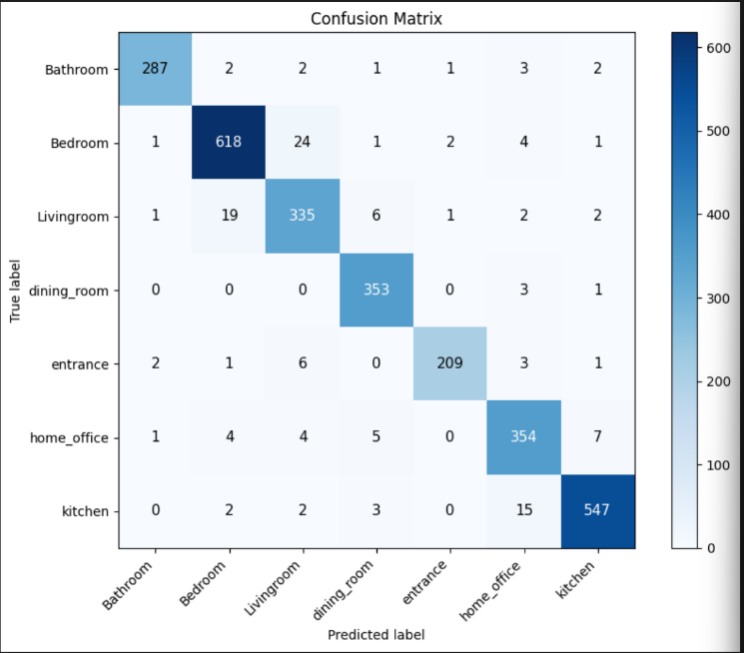 Confusion Matrix
Bathroom 287 2 2 1 1 3 2
Bedroom 1 618 24 1 2 4 1
Livingroom 1 19 335 6 1 2 2
dining_room 0 0 0 353 0 3 1
entrance 2 1 6 0 209 3 1
home_office 1 4 4 5 0 354 7
kitchen 0 2 2 3 0 15 547
True label
Bathroom Bedroom Livingroom dining_room entrance home_office kitchen
Predicted label
600
500
400
300
200
100
0